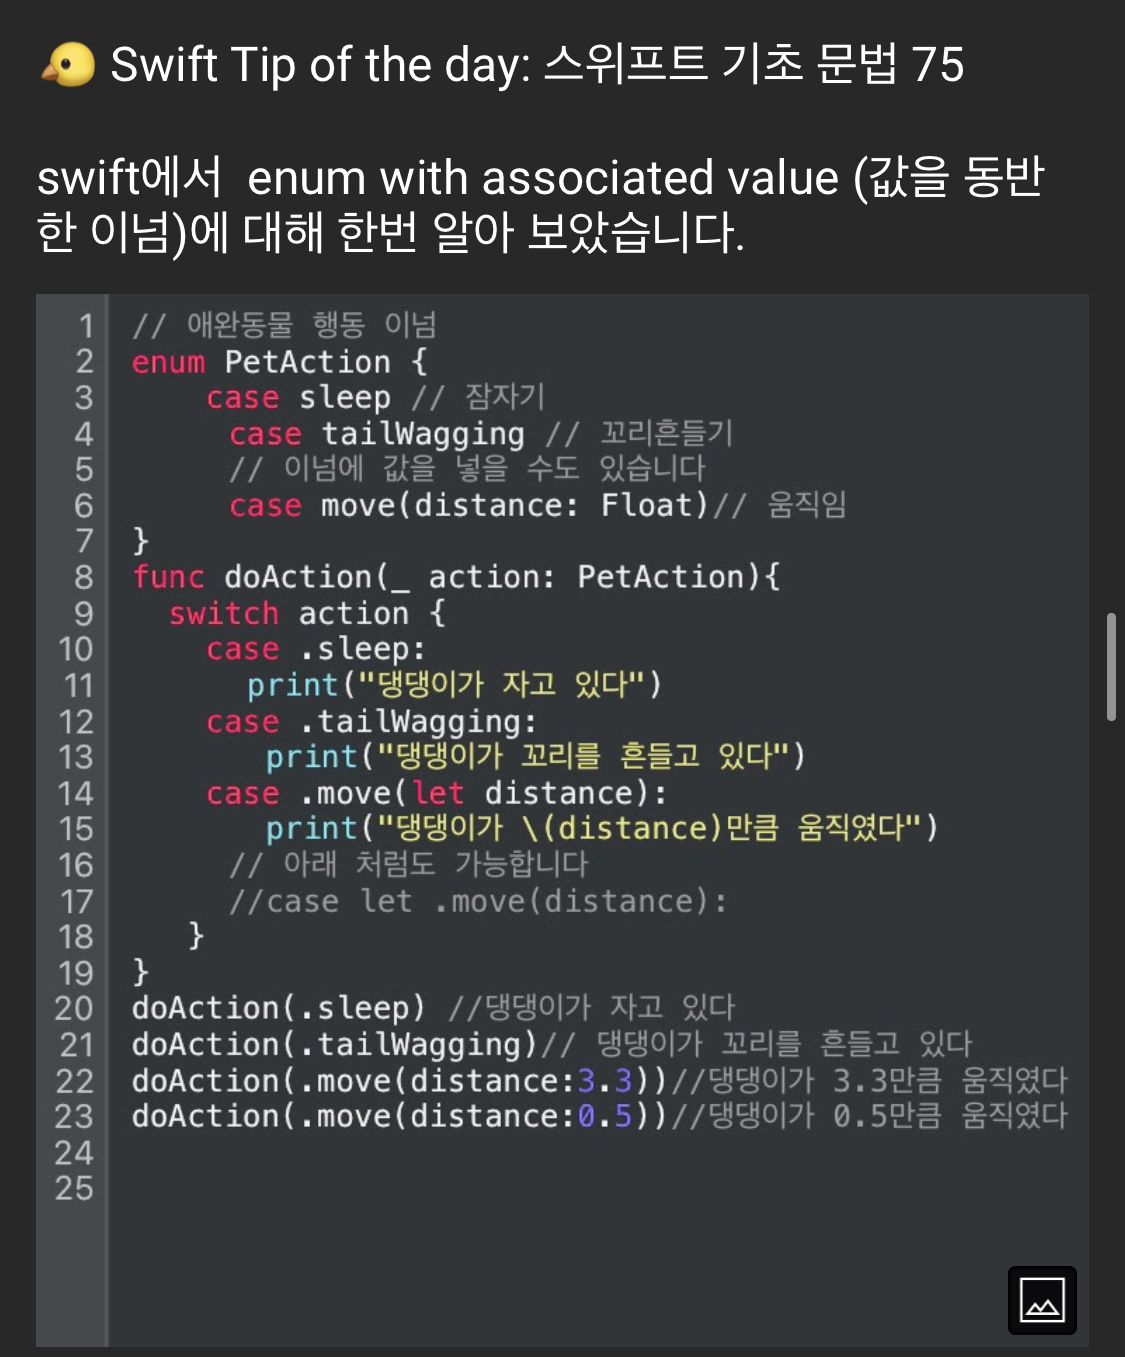 🐤 Swift Tip of the day: 스위프트 기초 문법 75
swift에서  enum with associated value (값을 동반
한 이넘)에 대해 한번 알아 보았습니다.
1 // 애완동물 행동 이넘
2 enum PetAction {
3     case sleep // 잠자기
4      case tailWagging // 꼬리흔들기
5      // 이넘에 값을 넣을 수도 있습니다
6      case move(distance: Float)// 움직임
7 }
8 func doAction(_ action: PetAction){
9   switch action {
10     case .sleep:
11       print("댕댕이가 자고 있다")
12     case .tailWagging:
13        print("댕댕이가 꼬리를 흔들고 있다")
14     case .move(let distance):
15        print("댕댕이가 \(distance)만큼 움직였다")
16      // 아래 처럼도 가능합니다
17      //case let .move(distance):
18    }
19 }
20 doAction(.sleep) //댕댕이가 자고 있다
21 doAction(.tailWagging)// 댕댕이가 꼬리를 흔들고 있다
22 doAction(.move(distance:3.3))//댕댕이가 3.3만큼 움직였다
23 doAction(.move(distance:0.5))//댕댕이가 0.5만큼 움직였다
24
25